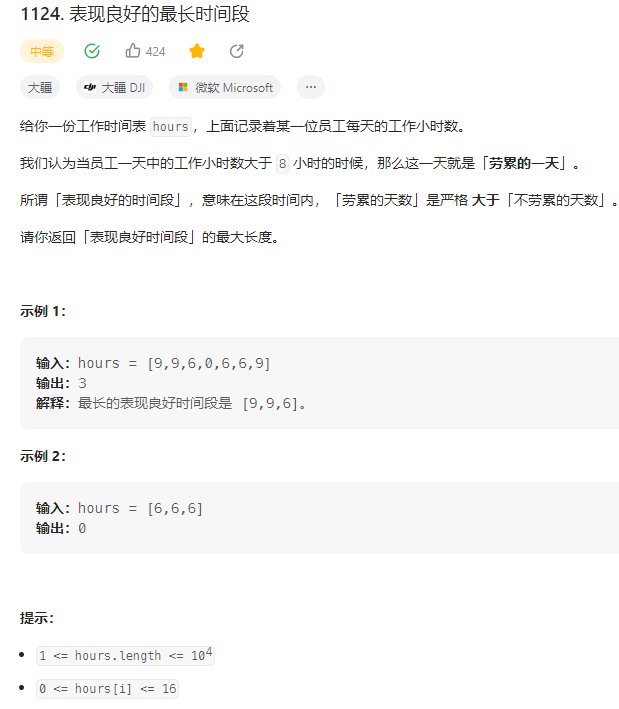 1124. 表现良好的最长时间段
中等 424
大疆 dji 大疆 DJI 微软 Microsoft ...
给你一份工作时间表 hours，上面记录着某一位员工每天的工作小时数。
我们认为当员工一天中的工作小时数大于 8 小时的时候，那么这一天就是「劳累的一天」。
所谓「表现良好的时间段」，意味在这段时间内，「劳累的天数」是严格 大于「不劳累的天数」。
请你返回「表现良好时间段」的最大长度。
示例 1：
输入：hours = [9,9,6,0,6,6,9]
输出：3
解释：最长的表现良好时间段是 [9,9,6]。
示例 2：
输入：hours = [6,6,6]
输出：0
提示：
• 1 <= hours.length <= 10⁴
• 0 <= hours[i] <= 16